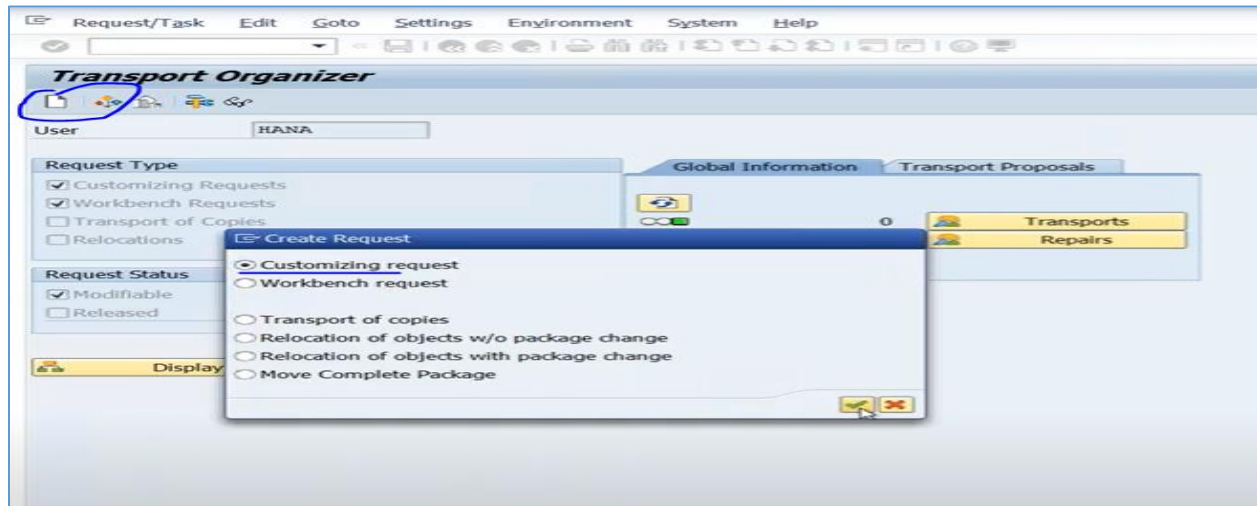 Request/Task Edit Goto Settings Environment System Help
Transport Organizer
User HANA
Request Type
Customizing Requests
Workbench Requests
Transport of Copies
Relocations
Request Status
Modifiable
Released
Display
Global Information Transport Proposals
0 Transports
Repairs
Create Request
Customizing request
Workbench request
Transport of copies
Relocation of objects w/o package change
Relocation of objects with package change
Move Complete Package